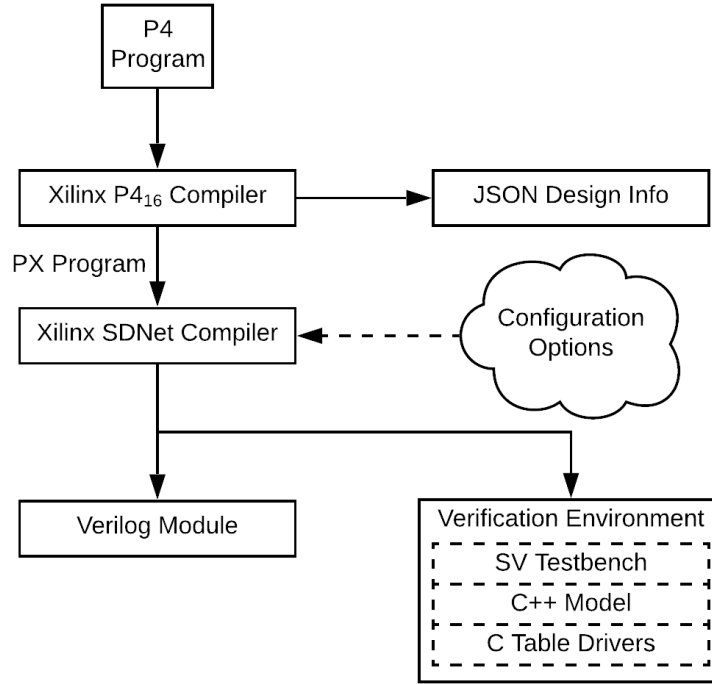 P4
Program
Xilinx P4₁₆ Compiler
JSON Design Info
PX Program
Xilinx SDNet Compiler
Configuration
Options
Verilog Module
Verification Environment
SV Testbench
C++ Model
C Table Drivers